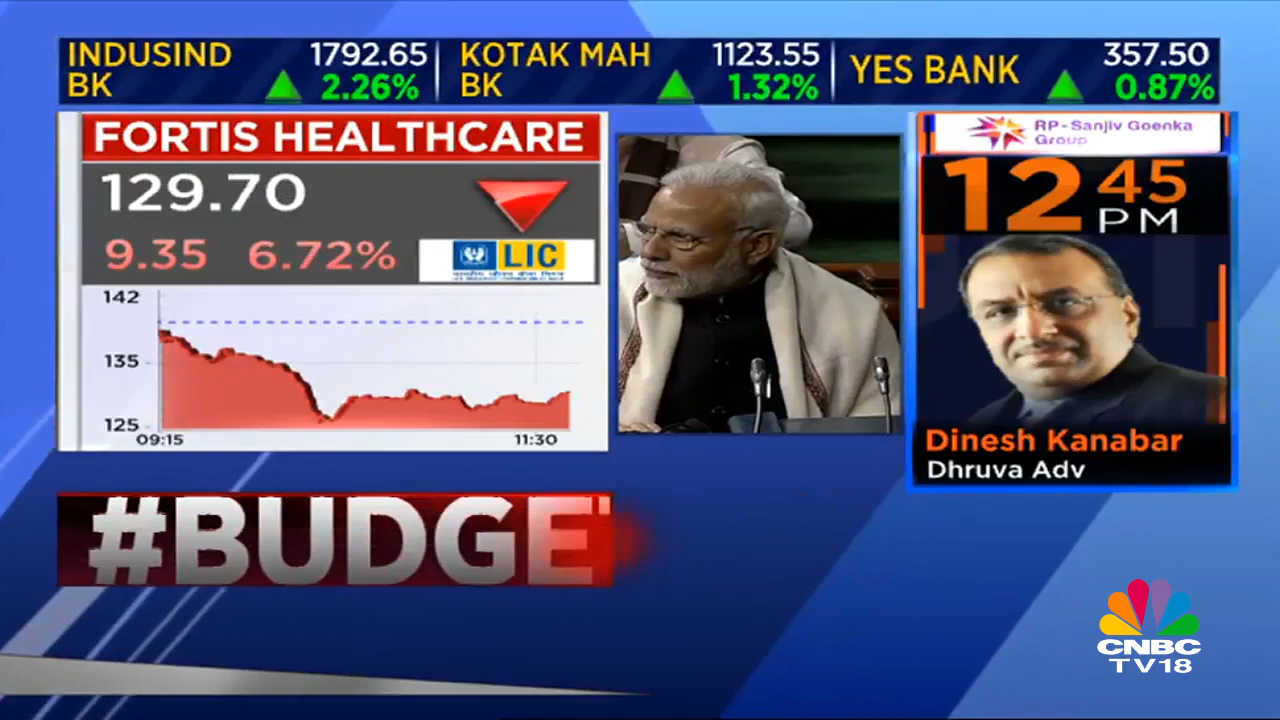 INDUSIND
BK
1792.65
2.26%
KOTAK MAH
BK
1123.55
1.32%
YES BANK
357.50
0.87%
FORTIS HEALTHCARE
129.70
9.35 6.72%
LIC
142
135
125
09:15 11:30
RP-Sanjiv Goenka
Group
12 45
PM
Dinesh Kanabar
Dhruva Adv
#BUDGE
CNBC
TV18